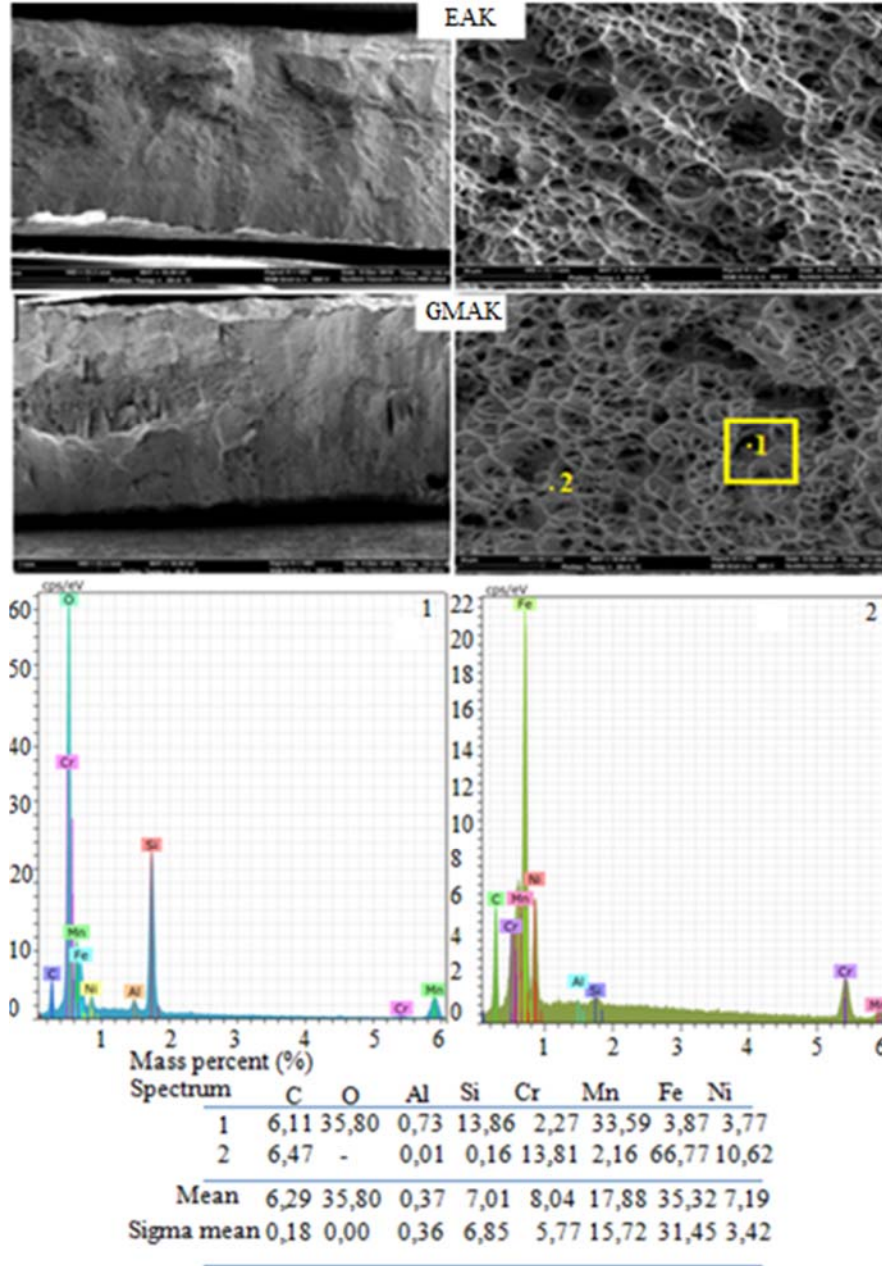 EAK
GMAK
1
2
cps/eV
1
60
50
40
30
20
10
0
O
Cr
Si
Mn
Fe
C
Ni
Al
Cr
Mn
1 2 3 4 5 6
cps/eV
2
22
20
18
16
14
12
10
8
6
4
2
0
Fe
Ni
C
Mn
Cr
Al
Si
Cr
1 2 3 4 5 6
Mass percent (%)
Spectrum C O Al Si Cr Mn Fe Ni
1 6,11 35,80 0,73 13,86 2,27 33,59 3,87 3,77
2 6,47 - 0,01 0,16 13,81 2,16 66,77 10,62
Mean 6,29 35,80 0,37 7,01 8,04 17,88 35,32 7,19
Sigma mean 0,18 0,00 0,36 6,85 5,77 15,72 31,45 3,42